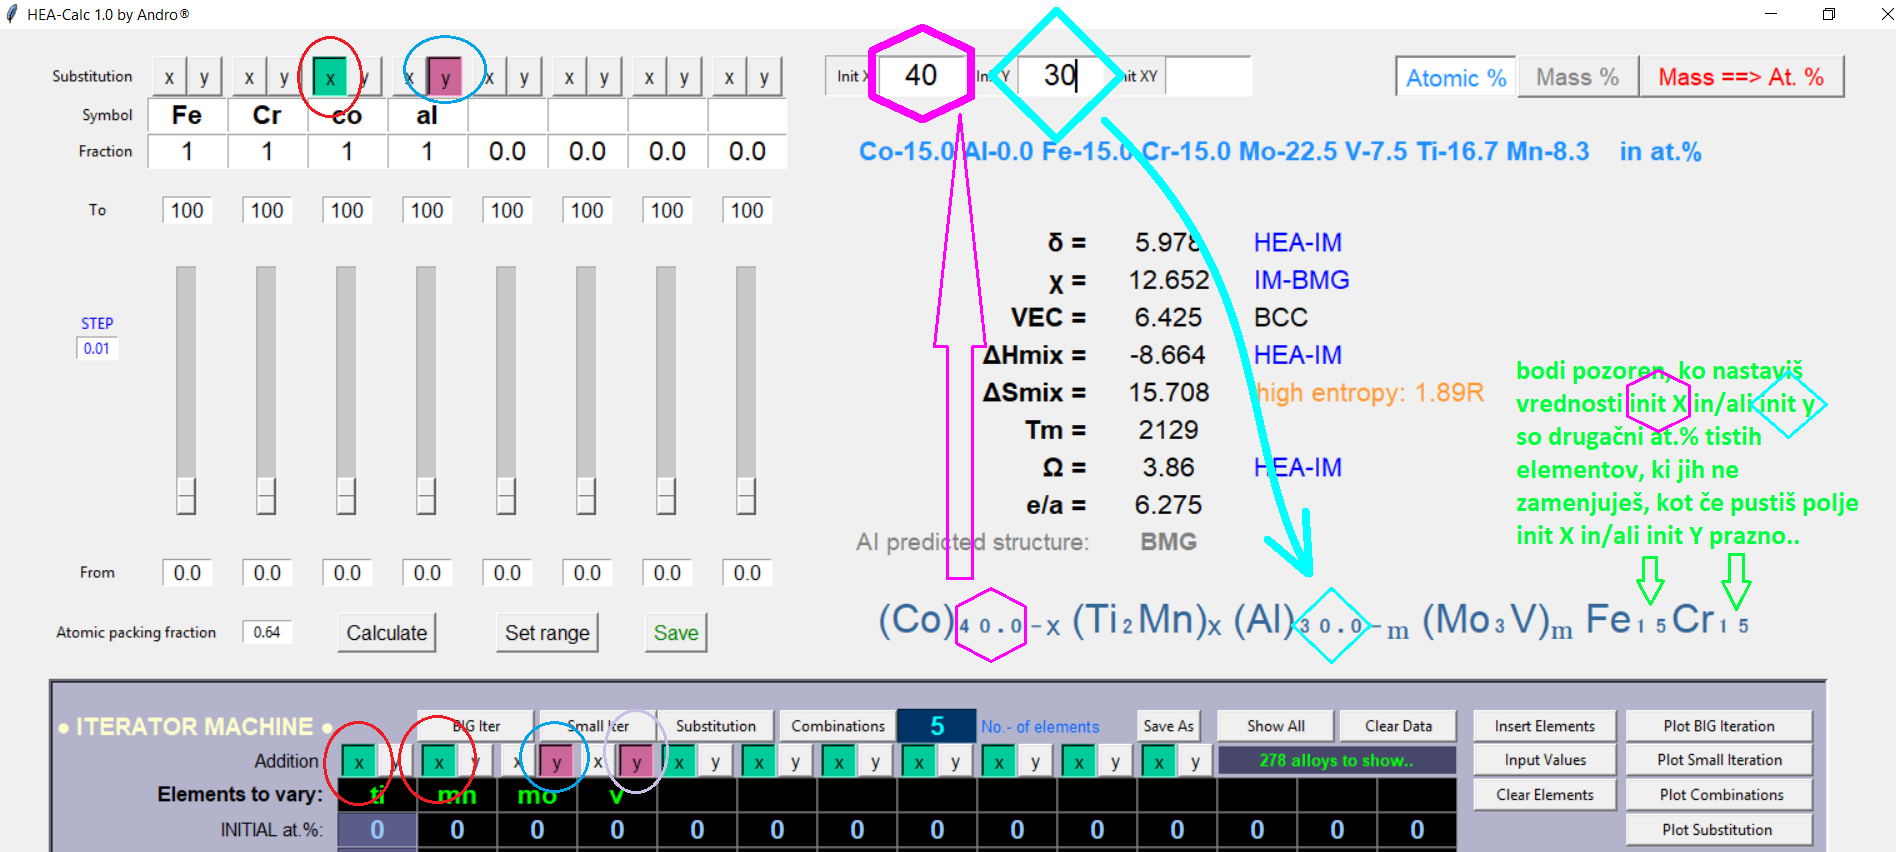 HEA-Calc 1.0 by Andro®
Substitution x y x y x y x y x y x y x y x y
Symbol Fe Cr co al
Fraction 1 1 1 1 0.0 0.0 0.0 0.0
To 100 100 100 100 100 100 100 100
STEP
0.01
From 0.0 0.0 0.0 0.0 0.0 0.0 0.0 0.0
Atomic packing fraction 0.64 Calculate Set range Save
Init X 40 Init Y 30 Init XY
Atomic % Mass % Mass ==> At. %
Co-15.0 Al-0.0 Fe-15.0 Cr-15.0 Mo-22.5 V-7.5 Ti-16.7 Mn-8.3 in at.%
δ = 5.978 HEA-IM
χ = 12.652 IM-BMG
VEC = 6.425 BCC
ΔHmix = -8.664 HEA-IM
ΔSmix = 15.708 high entropy: 1.89R
Tm = 2129
Ω = 3.86 HEA-IM
e/a = 6.275
AI predicted structure: BMG
bodi pozoren, ko nastaviš
vrednosti init X in/ali init y
so drugačni at.% tistih
elementov, ki jih ne
zamenjuješ, kot če pustiš polje
init X in/ali init Y prazno..
(Co)₄₀.₀-x (Ti₂Mn)x (Al)₃₀.₀-m (Mo₃V)m Fe₁₅Cr₁₅
• ITERATOR MACHINE • BIG Iter Small Iter Substitution Combinations 5 No.- of elements Save As Show All Clear Data Insert Elements Plot BIG Iteration
Addition x y x y x y x y x y x y x y x y x y x y x y 278 alloys to show.. Input Values Plot Small Iteration
Elements to vary: ti mn mo v Clear Elements Plot Combinations
INITIAL at.%: 0 0 0 0 0 0 0 0 0 0 0 0 0 0 Plot Substitution